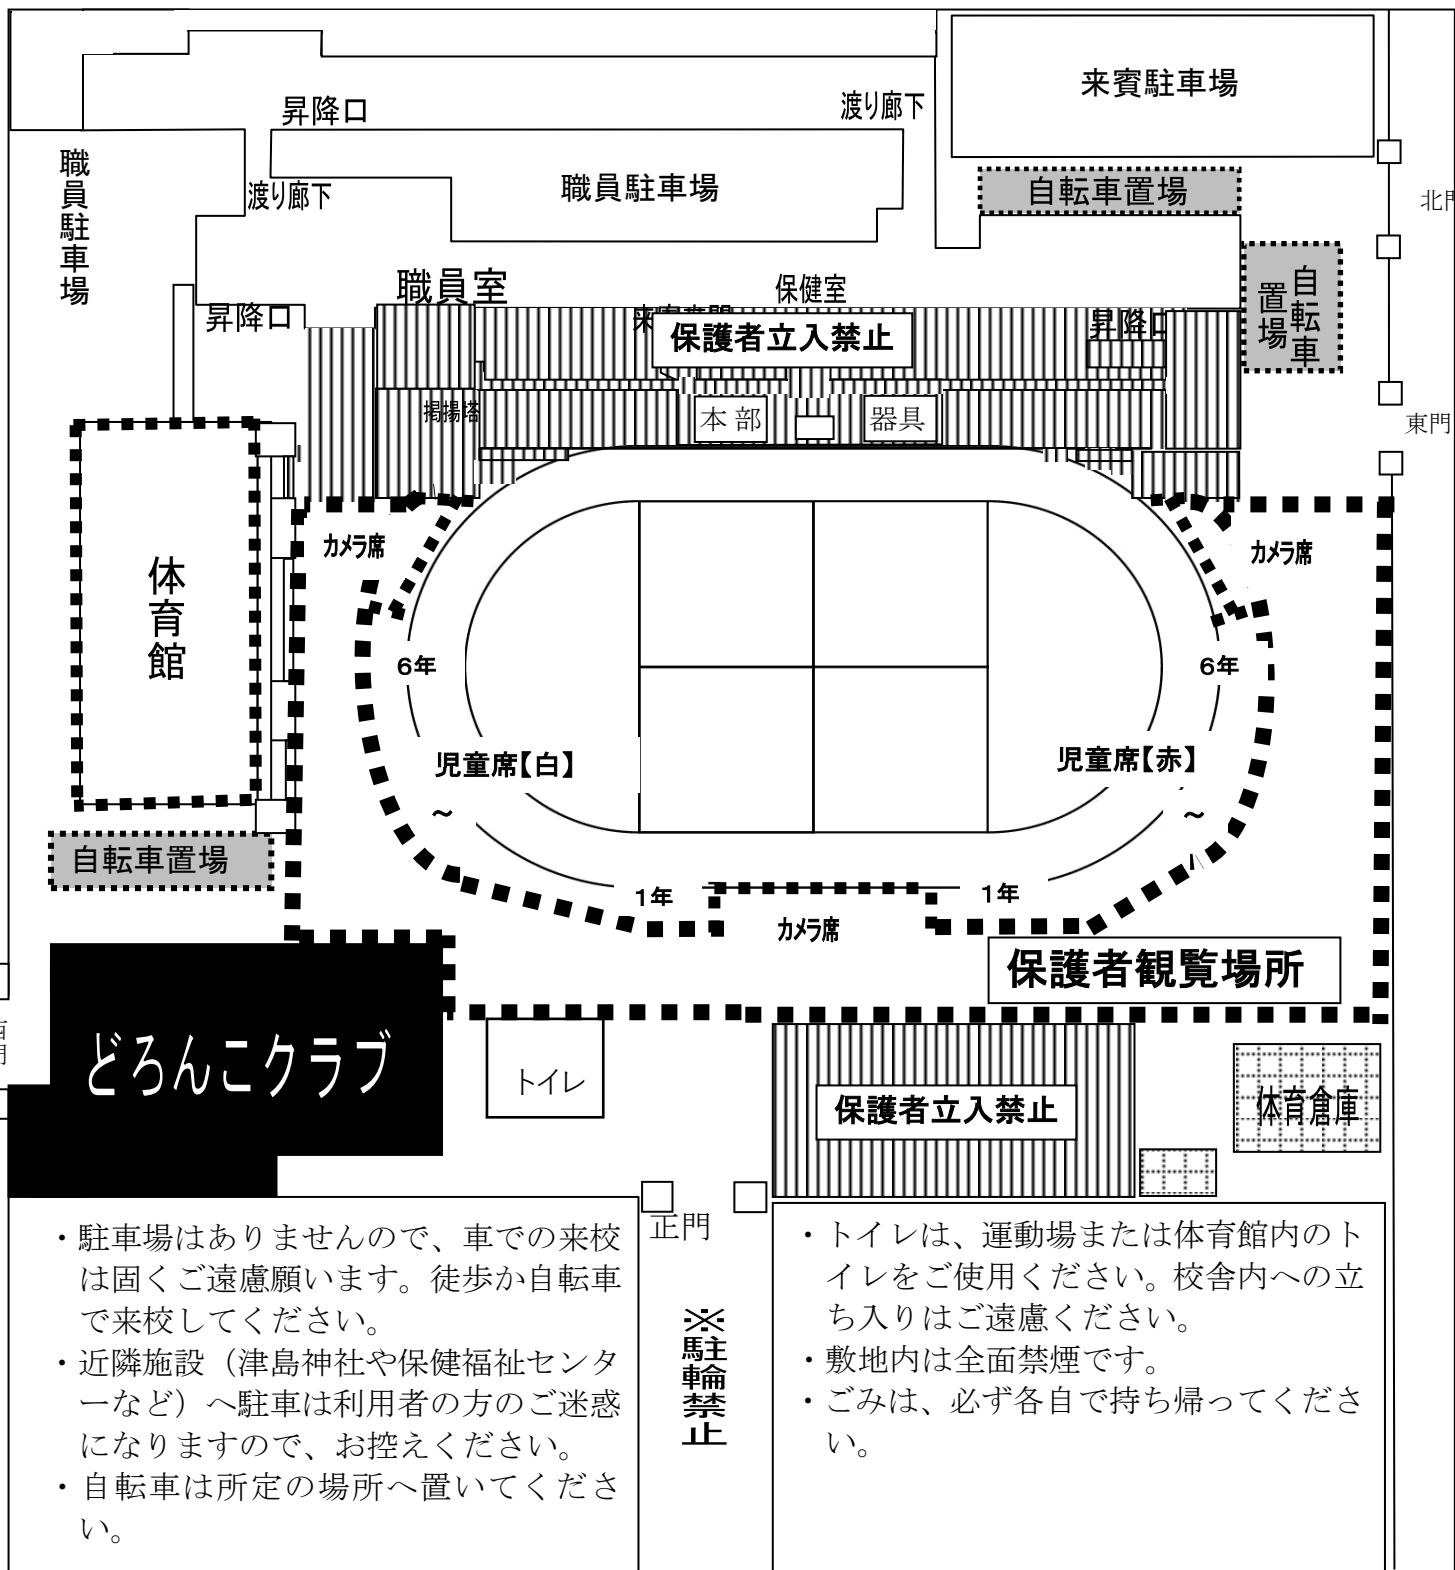 来賓駐車場
昇降口
渡り廊下
職員駐車場
渡り廊下
職員駐車場
自転車置場
北門
自転車
置場
職員室
保健室
昇降口
保護者立入禁止
昇降口
掲揚塔
本部
器具
東門
カメラ席
カメラ席
体育館
6年
6年
児童席【白】
児童席【赤】
～
～
自転車置場
1年
1年
カメラ席
保護者観覧場所
どろんこクラブ
西門
トイレ
保護者立入禁止
体育倉庫
正門
※駐輪禁止
・駐車場はありませんので、車での来校
は固くご遠慮願います。徒歩か自転車
で来校してください。
・近隣施設（津島神社や保健福祉センタ
ーなど）へ駐車は利用者の方のご迷惑
になりますので、お控えください。
・自転車は所定の場所へ置いてくださ
い。
・トイレは、運動場または体育館内のト
イレをご使用ください。校舎内への立
ち入りはご遠慮ください。
・敷地内は全面禁煙です。
・ごみは、必ず各自で持ち帰ってくださ
い。